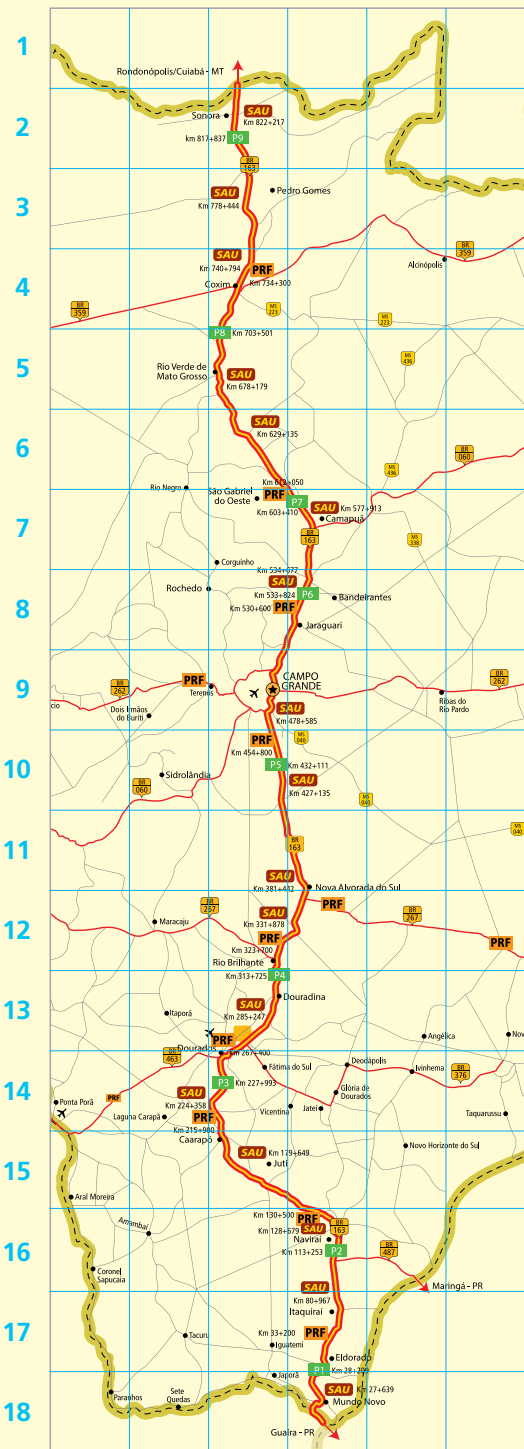 1
Rondonópolis/Cuiabá - MT
2
SAU
Sonora
Km 822+217
km 817+837
P9
BR
163
3
Pedro Gomes
SAU
Km 778+444
BR
359
4
SAU
Km 740+794
PRF
Km 734+300
Alcinópolis
Coxim
BR
359
MS
223
MS
223
P8
Km 703+501
5
MS
436
Rio Verde de
Mato Grosso
SAU
Km 678+179
6
SAU
Km 629+135
BR
060
MS
436
Km 612+050
Rio Negro
São Gabriel
do Oeste
PRF
P7
Km 603+410
SAU
Km 577+913
7
Camapuã
BR
163
MS
338
Km 534+677
Corguinho
SAU
Km 533+824
P6
Rochedo
8
Bandeirantes
Km 530+600
PRF
Jaraguari
9
CAMPO
GRANDE
PRF
Terenos
BR
262
BR
262
Ribas do
Rio Pardo
cio
Dois Irmãos
do Buriti
SAU
Km 478+585
PRF
MS
040
Km 454+800
10
P5
Km 432+111
Sidrolândia
SAU
Km 427+135
BR
060
MS
040
MS
040
11
BR
163
SAU
Km 381+442
Nova Alvorada do Sul
BR
267
PRF
BR
267
12
Maracaju
SAU
Km 331+878
PRF
PRF
Km 323+700
Rio Brilhante
P4
Km 313+725
13
Douradina
Itaporã
SAU
Km 285+247
PRF
Angélica
Nov
Dourados
Km 267+400
BR
463
Fátima do Sul
Deodápolis
Ivinhema
BR
376
14
P3
Km 227+993
SAU
Km 224+358
PRF
Glória de
Dourados
Ponta Porã
Vicentina
Jateí
Laguna Carapã
PRF
Taquarussu
Km 215+900
Caarapó
Novo Horizonte do Sul
15
SAU
Km 179+649
Juti
Aral Moreira
Km 130+500
PRF
Amambai
Km 128+679
SAU
BR
163
Naviraí
16
Km 113+253
P2
BR
487
Coronel
Sapucaia
Maringá - PR
SAU
Km 80+967
Itaquiraí
17
Km 33+200
PRF
Tacuru
Iguatemi
Eldorado
P1
Km 28+209
Japorã
Paranhos
Sete
Quedas
SAU
Km 27+639
Mundo Novo
18
Guaíra - PR